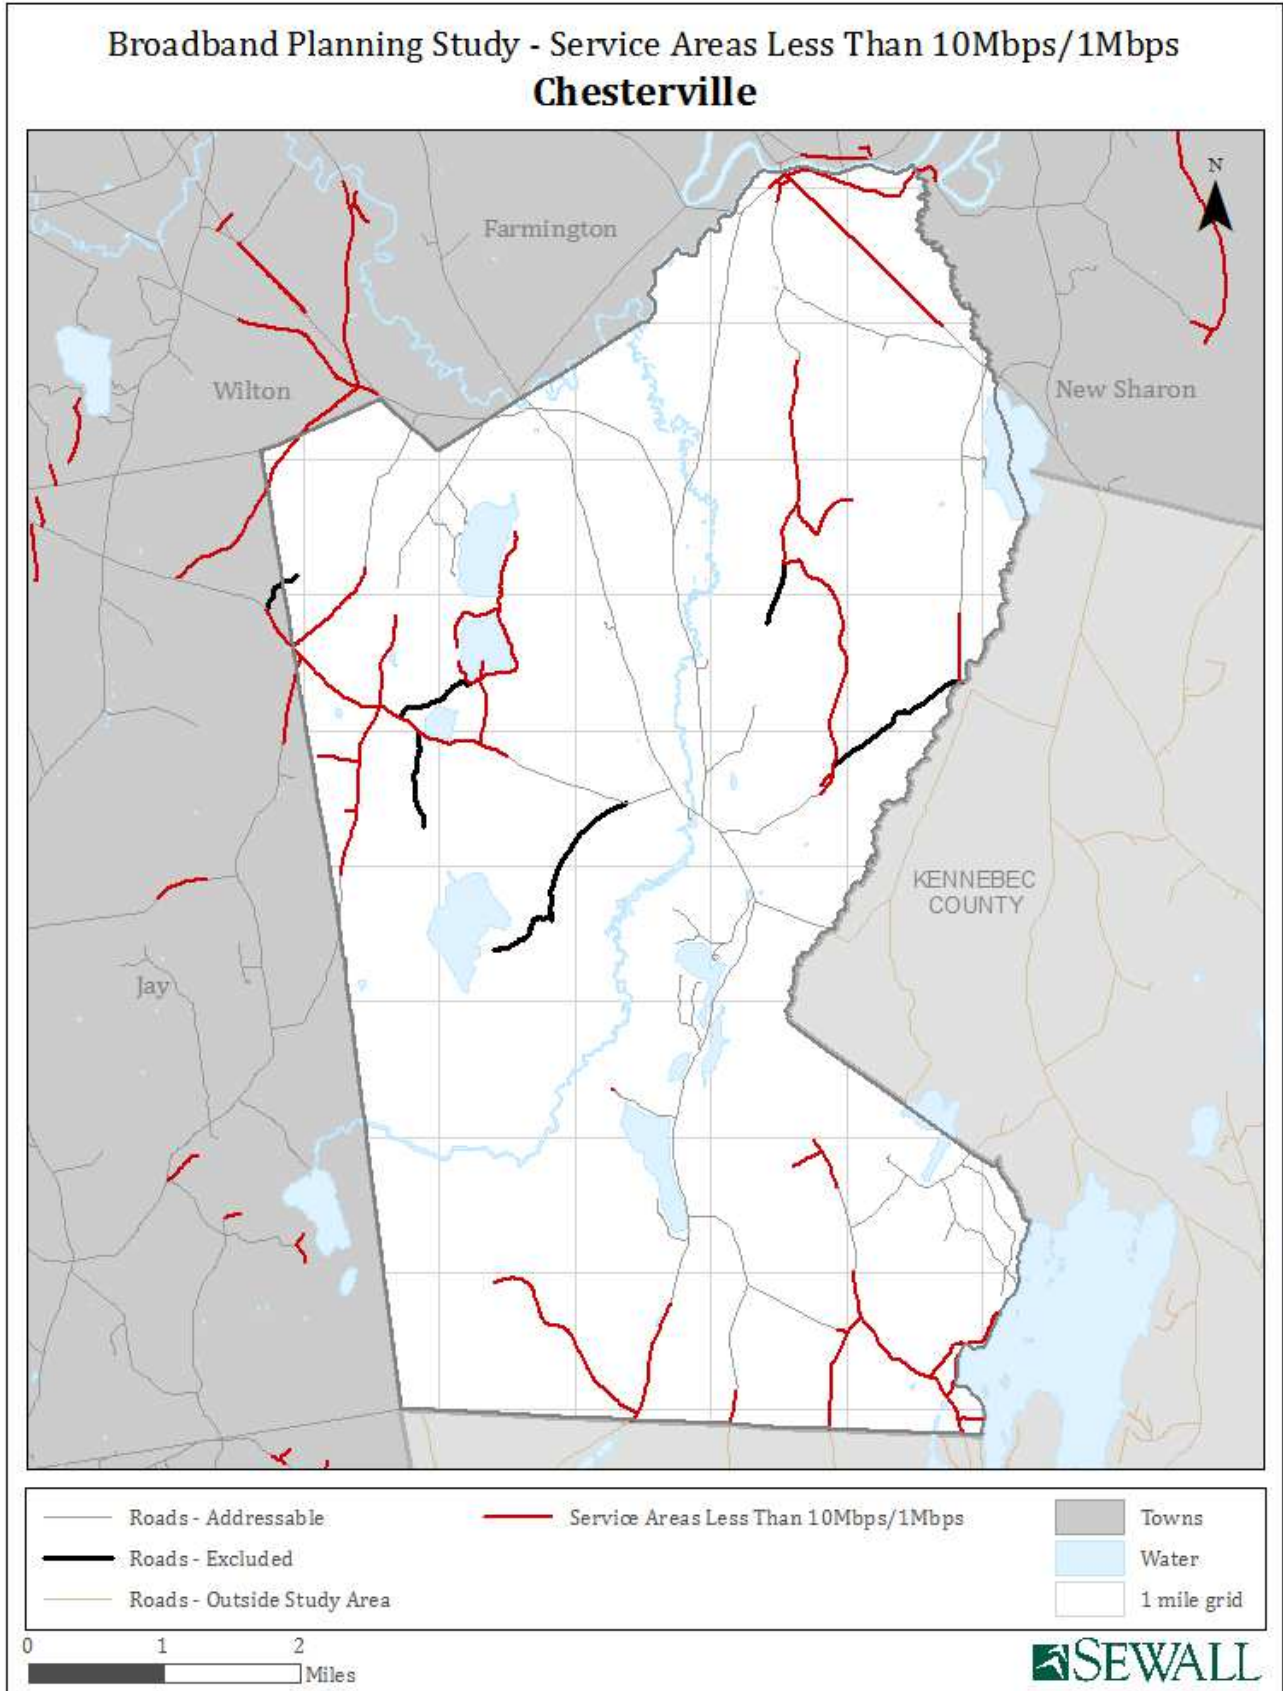 Broadband Planning Study - Service Areas Less Than 10Mbps/1Mbps
Chesterville
N
Farmington
Wilton
New Sharon
KENNEBEC
COUNTY
Jay
Roads - Addressable
Roads - Excluded
Roads - Outside Study Area
Service Areas Less Than 10Mbps/1Mbps
Towns
Water
1 mile grid
0 1 2
Miles
SEWALL